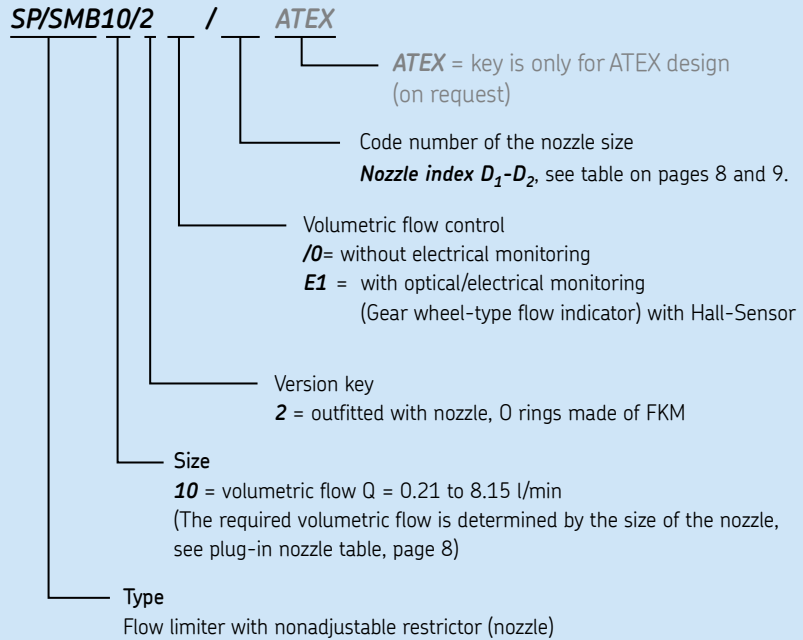 SP/SMB10/2 / ATEX
ATEX = key is only for ATEX design
(on request)
Code number of the nozzle size
Nozzle index D₁-D₂, see table on pages 8 and 9.
Volumetric flow control
/0= without electrical monitoring
E1 = with optical/electrical monitoring
(Gear wheel-type flow indicator) with Hall-Sensor
Version key
2 = outfitted with nozzle, O rings made of FKM
Size
10 = volumetric flow Q = 0.21 to 8.15 l/min
(The required volumetric flow is determined by the size of the nozzle,
see plug-in nozzle table, page 8)
Type
Flow limiter with nonadjustable restrictor (nozzle)